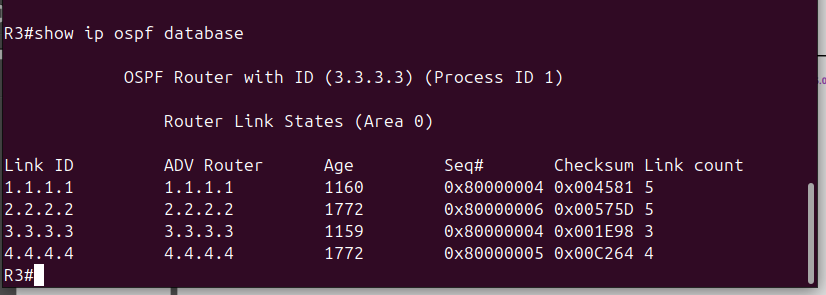 R3#show ip ospf database
OSPF Router with ID (3.3.3.3) (Process ID 1)
Router Link States (Area 0)
Link ID ADV Router Age Seq# Checksum Link count
1.1.1.1 1.1.1.1 1160 0x80000004 0x004581 5
2.2.2.2 2.2.2.2 1772 0x80000006 0x00575D 5
3.3.3.3 3.3.3.3 1159 0x80000004 0x001E98 3
4.4.4.4 4.4.4.4 1772 0x80000005 0x00C264 4
R3#